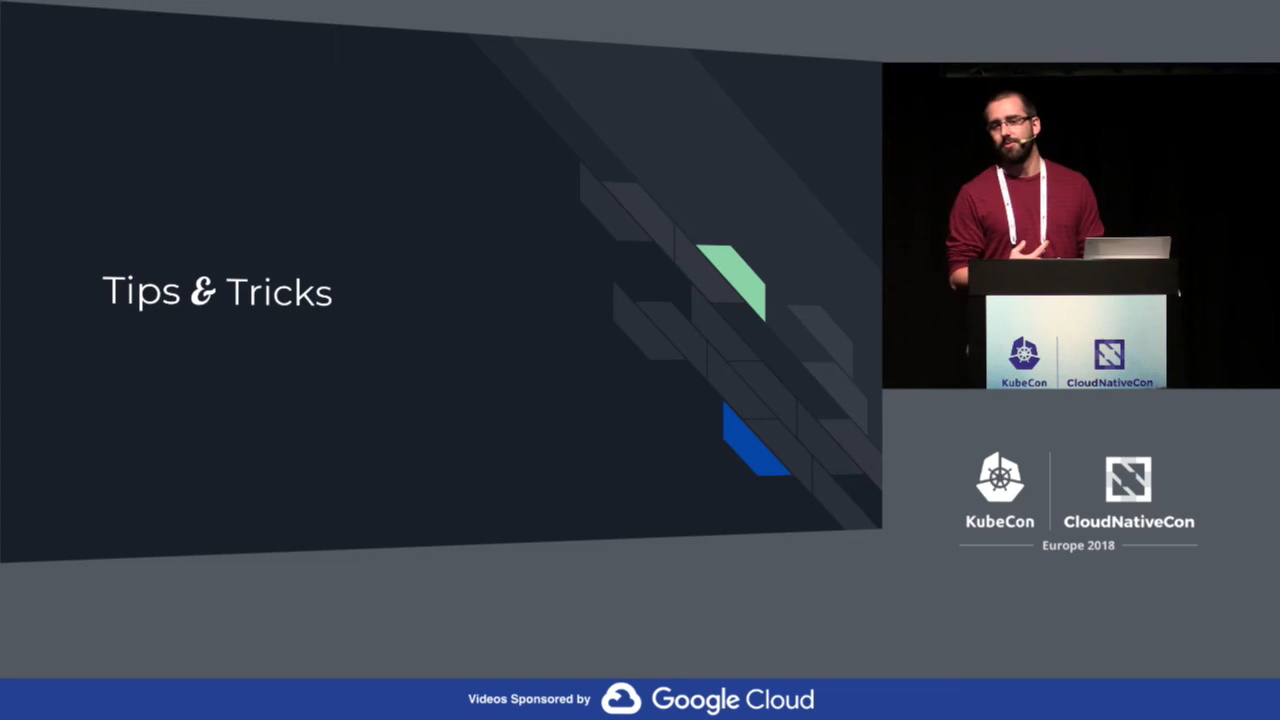 Tips & Tricks
KubeCon
CloudNativeCon
KubeCon
CloudNativeCon
Europe 2018
Videos Sponsored by
Google Cloud